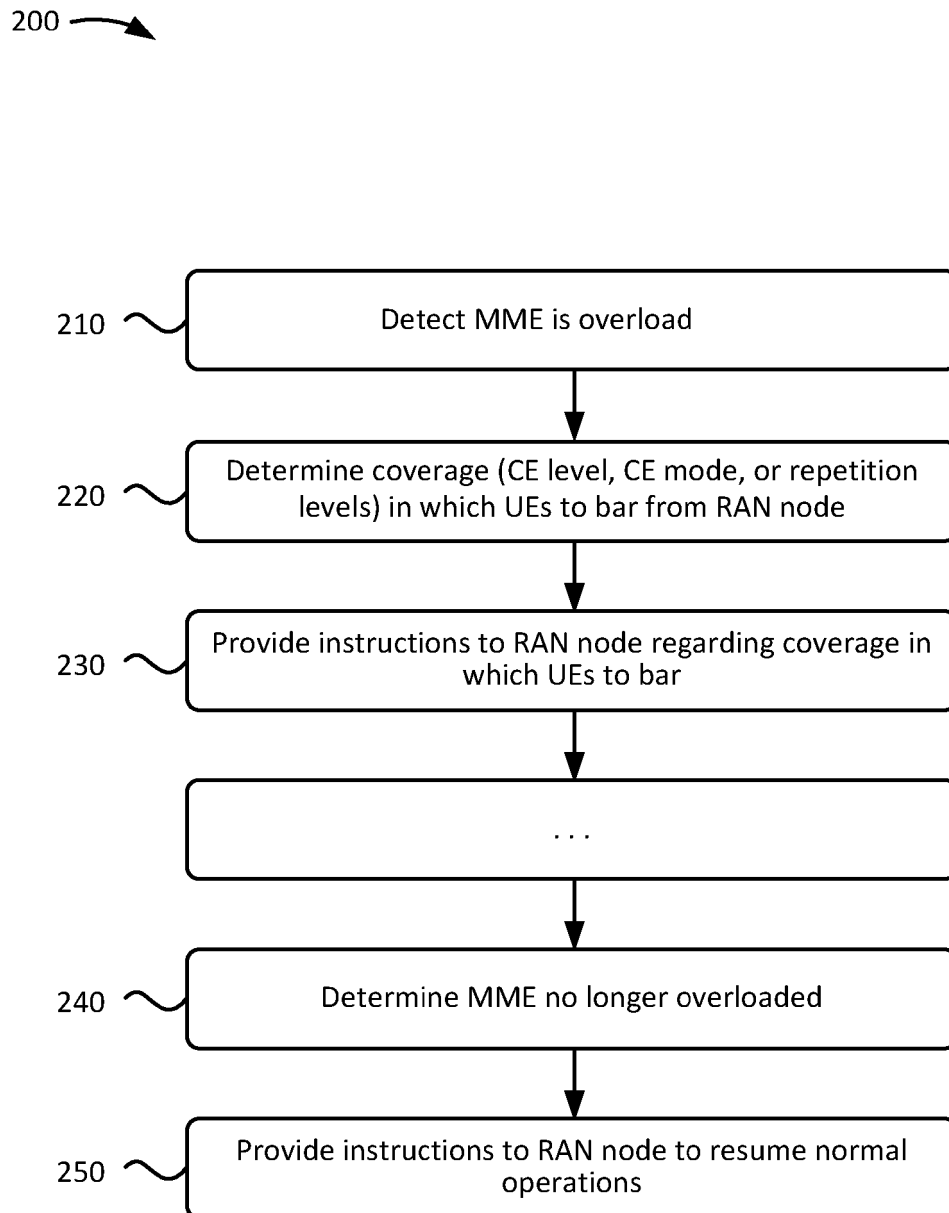 200
210
Detect MME is overload
220
Determine coverage (CE level, CE mode, or repetition
levels) in which UEs to bar from RAN node
230
Provide instructions to RAN node regarding coverage in
which UEs to bar
. . .
240
Determine MME no longer overloaded
250
Provide instructions to RAN node to resume normal
operations